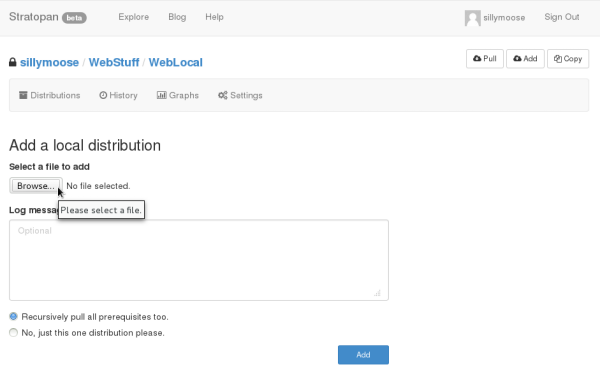 Stratopan beta Explore Blog Help sillymoose Sign Out
sillymoose / WebStuff / WebLocal Pull Add Copy
Distributions History Graphs Settings
Add a local distribution
Select a file to add
Browse... No file selected.
Log messa
Please select a file.
Optional
Recursively pull all prerequisites too.
No, just this one distribution please.
Add